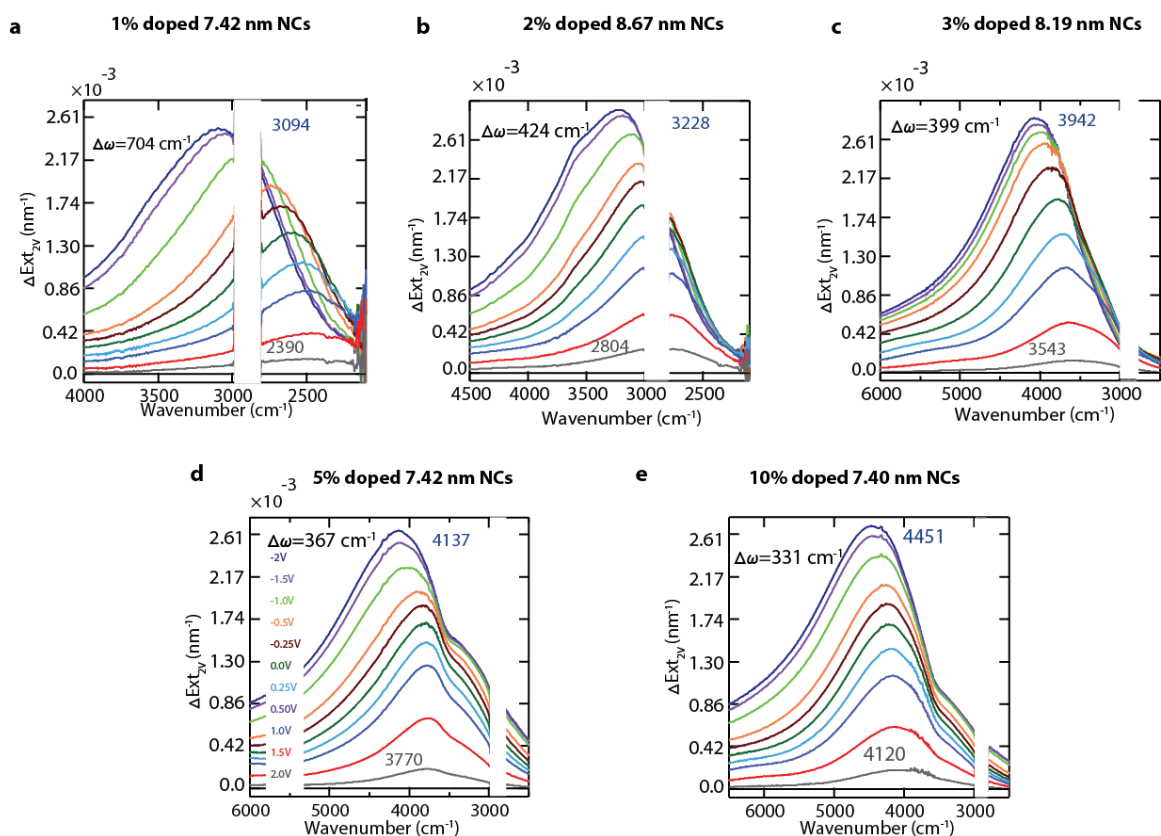 a
1% doped 7.42 nm NCs
×10
-3
2.61
2.17
1.74
1.30
0.86
0.42
0.0
ΔExt2V (nm-1)
Δω=704 cm-1
3094
2390
4000 3500 3000 2500
Wavenumber (cm-1)
b
2% doped 8.67 nm NCs
×10
-3
2.61
2.17
1.74
1.30
0.86
0.42
0.0
ΔExt2V (nm-1)
Δω=424 cm-1
3228
2804
4500 4000 3500 3000 2500
Wavenumber (cm-1)
c
3% doped 8.19 nm NCs
×10
-3
2.61
2.17
1.74
1.30
0.86
0.44
0.0
ΔExt2V (nm-1)
Δω=399 cm-1
3942
3543
6000 5000 4000 3000
Wavenumber (cm-1)
d
5% doped 7.42 nm NCs
×10
-3
2.61
2.17
1.74
1.30
0.86
0.42
0.0
ΔExt2V (nm-1)
Δω=367 cm-1
4137
-2V
-1.5V
-1.0V
-0.5V
-0.25V
0.0V
0.25V
0.50V
1.0V
1.5V
2.0V
3770
6000 5000 4000 3000
Wavenumber (cm-1)
e
10% doped 7.40 nm NCs
2.61
2.17
1.74
1.30
0.86
0.42
0.0
ΔExt2V (nm-1)
Δω=331 cm-1
4451
4120
6000 5000 4000 3000
Wavenumber (cm-1)